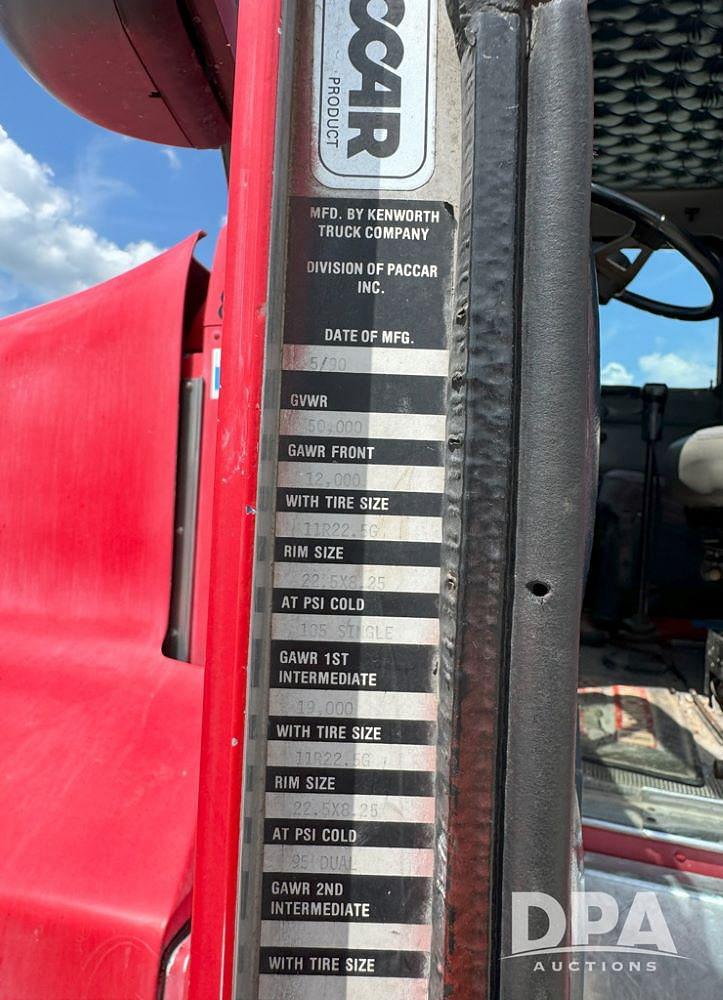 PACCAR
PRODUCT
MFD. BY KENWORTH
TRUCK COMPANY
DIVISION OF PACCAR
INC.
DATE OF MFG.
5/90
GVWR
50,000
GAWR FRONT
12,000
WITH TIRE SIZE
11R22.5G
RIM SIZE
22.5X8.25
AT PSI COLD
105 SINGLE
GAWR 1ST
INTERMEDIATE
19,000
WITH TIRE SIZE
11R22.5G
RIM SIZE
22.5X8.25
AT PSI COLD
95 DUAL
GAWR 2ND
INTERMEDIATE
WITH TIRE SIZE
DPA
AUCTIONS